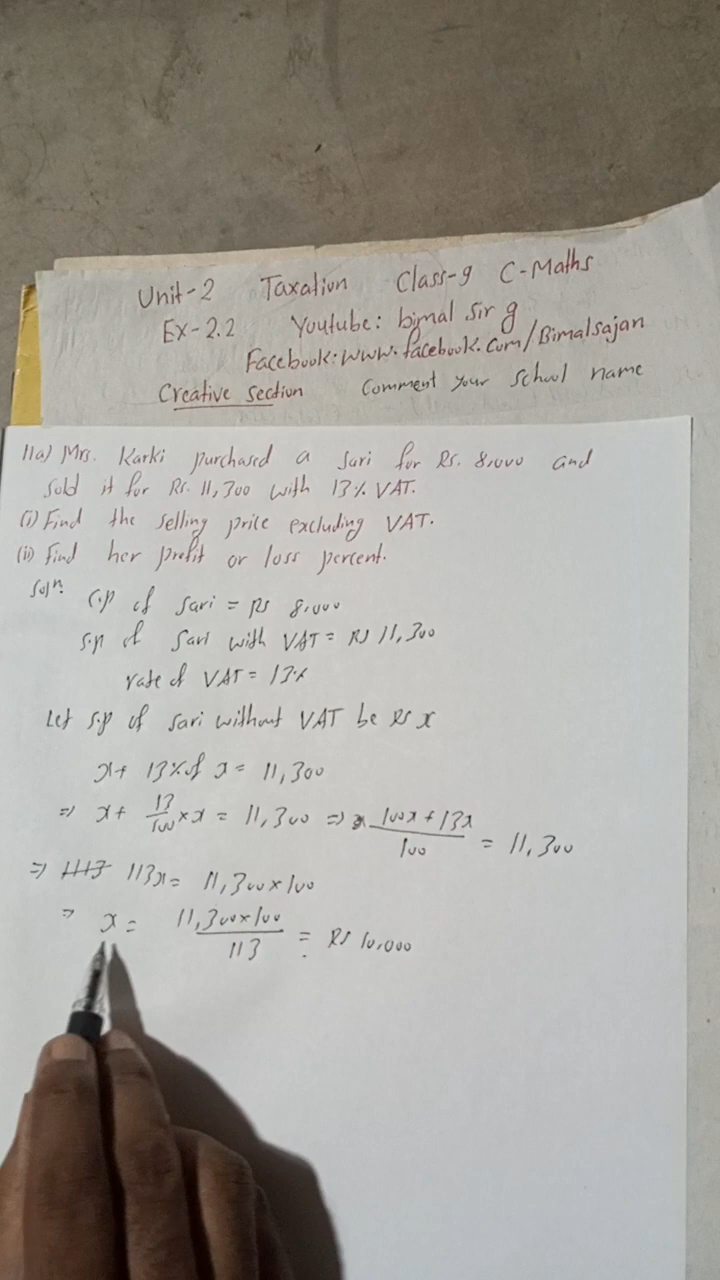 Unit-2 Taxation Class-9 C-Maths
Ex-2.2 Youtube: bimal sir g
Facebook: www.facebook.com/Bimalsajan
Creative section Comment your school name
11a) Mrs. Karki purchased a sari for Rs. 8,000 and
sold it for Rs. 11,300 with 13% VAT.
(i) Find the selling price excluding VAT.
(ii) Find her profit or loss percent.
Solⁿ:
C.P of sari = Rs 8,000
S.P of sari with VAT = Rs 11,300
rate of VAT = 13%
Let S.P of sari without VAT be Rs x
x + 13% of x = 11,300
⇒ x + 13/100 × x = 11,300 ⇒ 100x + 13x / 100 = 11,300
⇒ 113x = 11,300 × 100
⇒ x = 11,300 × 100 / 113 = Rs 10,000